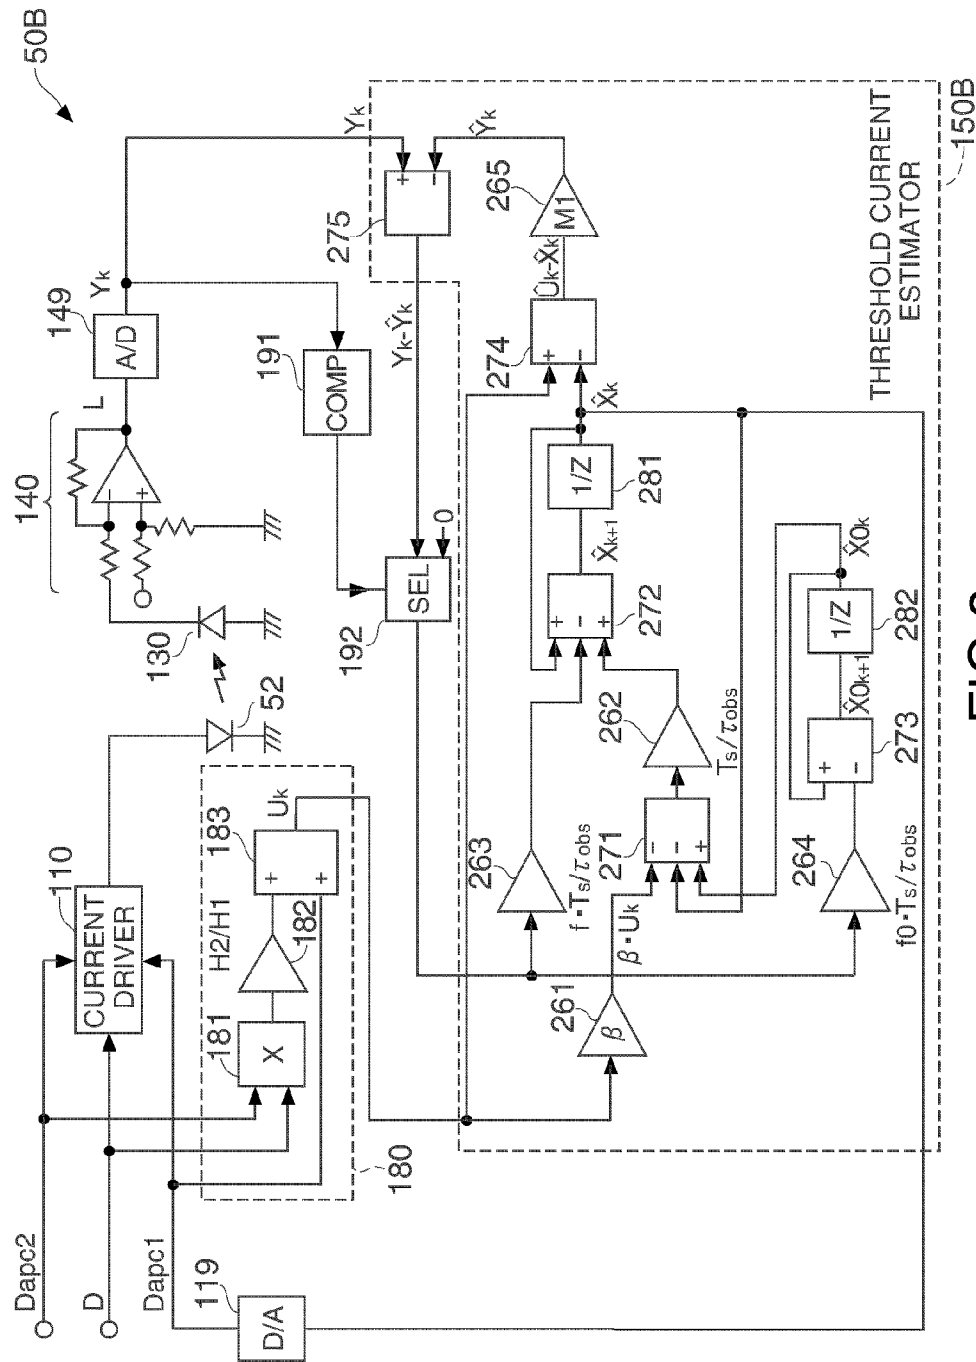 50B
Dapc2
D
Dapc1
119
D/A
110
CURRENT
DRIVER
52
130
140
L
149
A/D
Yk
191
COMP
192
SEL
0
181
X
H2/H1
182
183
+
+
Uk
180
Yk
275
+
−
Ŷk
Yk-Ŷk
265
M1
Ûk-X̂k
274
+
−
X̂k
281
1/Z
X̂k+1
272
+
−
+
263
f·Ts/τobs
262
Ts/τobs
261
β
β·Uk
271
−
−
+
264
f0·Ts/τobs
273
+
−
X̂0k+1
282
1/Z
X̂0k
−
+
THRESHOLD CURRENT
ESTIMATOR
150B